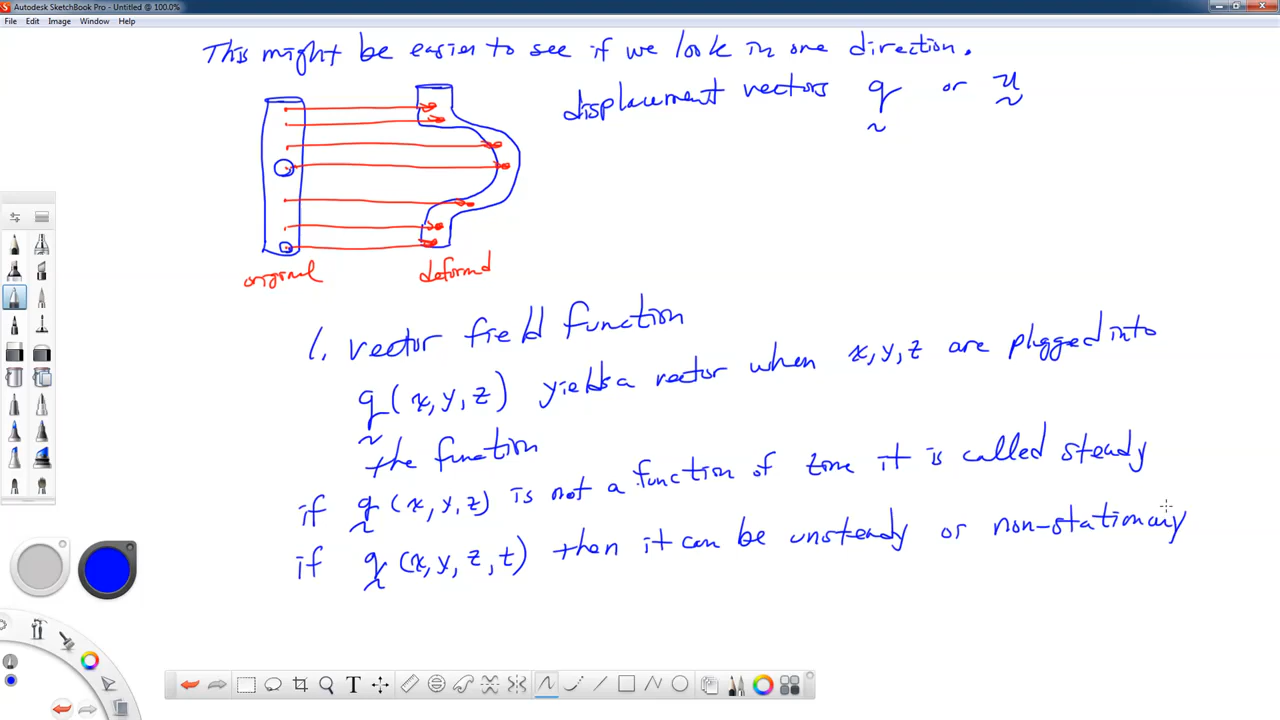 Autodesk SketchBook Pro - Untitled @ 100.0%
File Edit Image Window Help
This might be easier to see if we look in one direction.
displacement vectors q or u
original deformed
1. vector field function
q(x,y,z) yields a vector when x,y,z are plugged into
the function
if q(x,y,z) is not a function of time it is called steady
if q(x,y,z,t) then it can be unsteady or non-stationary
T